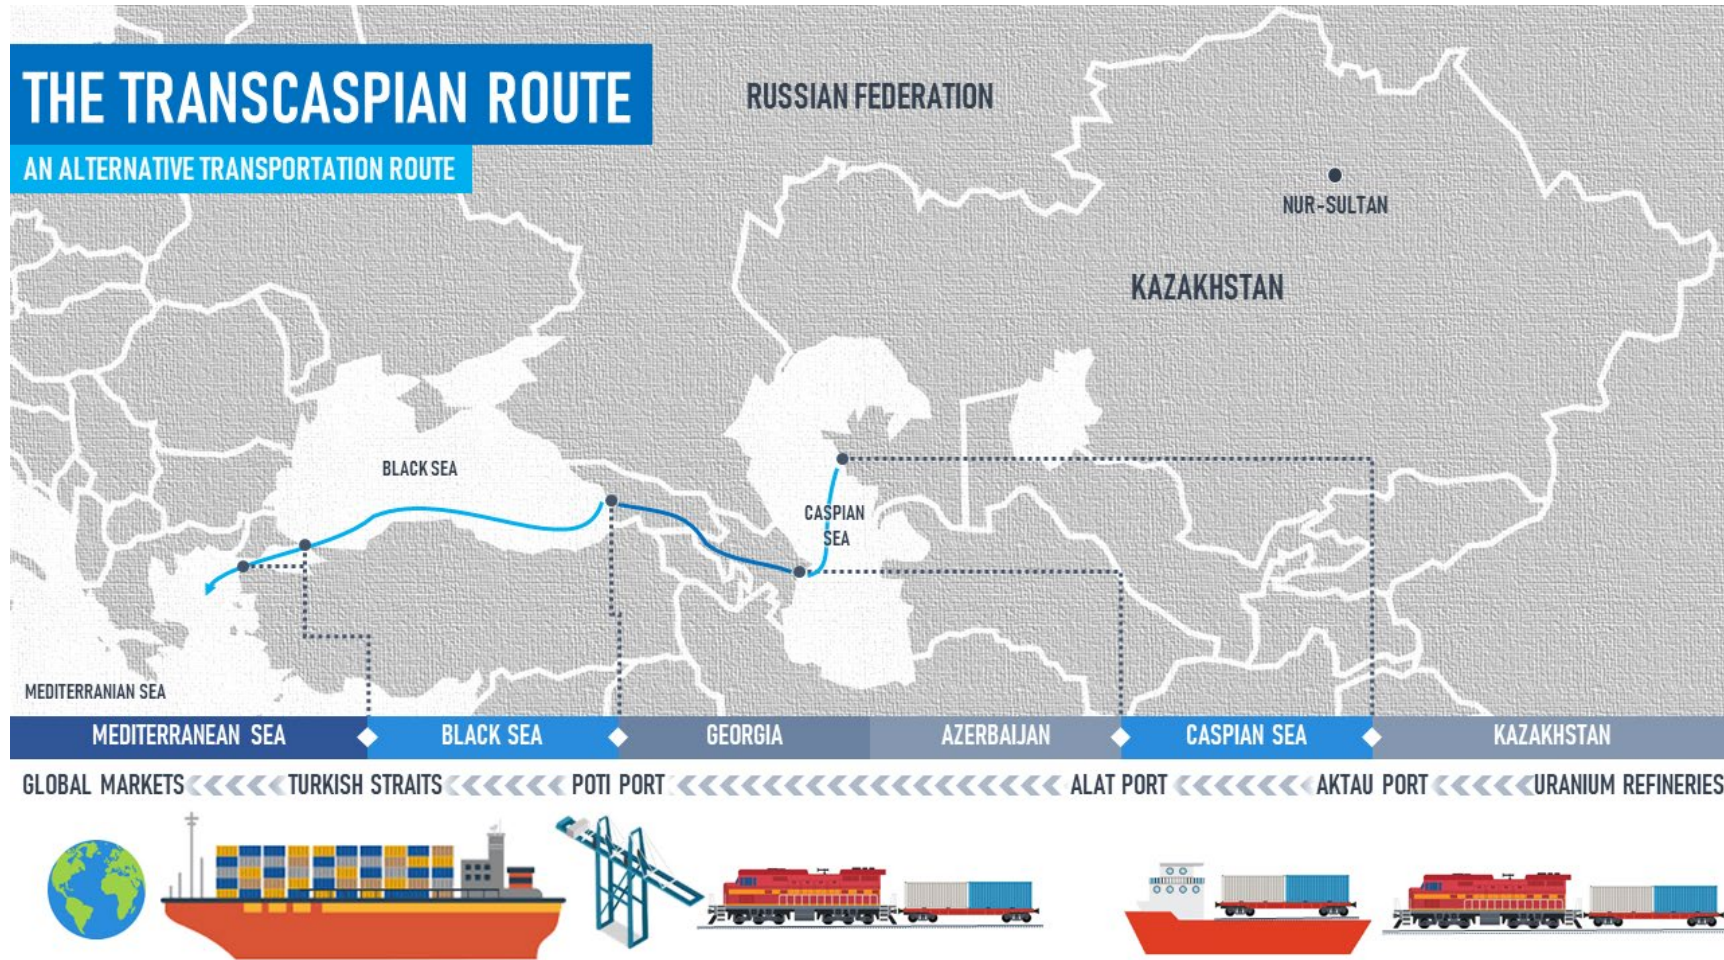 THE TRANSCASPIAN ROUTE
AN ALTERNATIVE TRANSPORTATION ROUTE
RUSSIAN FEDERATION
NUR-SULTAN
KAZAKHSTAN
BLACK SEA
CASPIAN
SEA
MEDITERRANIAN SEA
MEDITERRANEAN SEA
BLACK SEA
GEORGIA
AZERBAIJAN
CASPIAN SEA
KAZAKHSTAN
GLOBAL MARKETS
TURKISH STRAITS
POTI PORT
ALAT PORT
AKTAU PORT
URANIUM REFINERIES